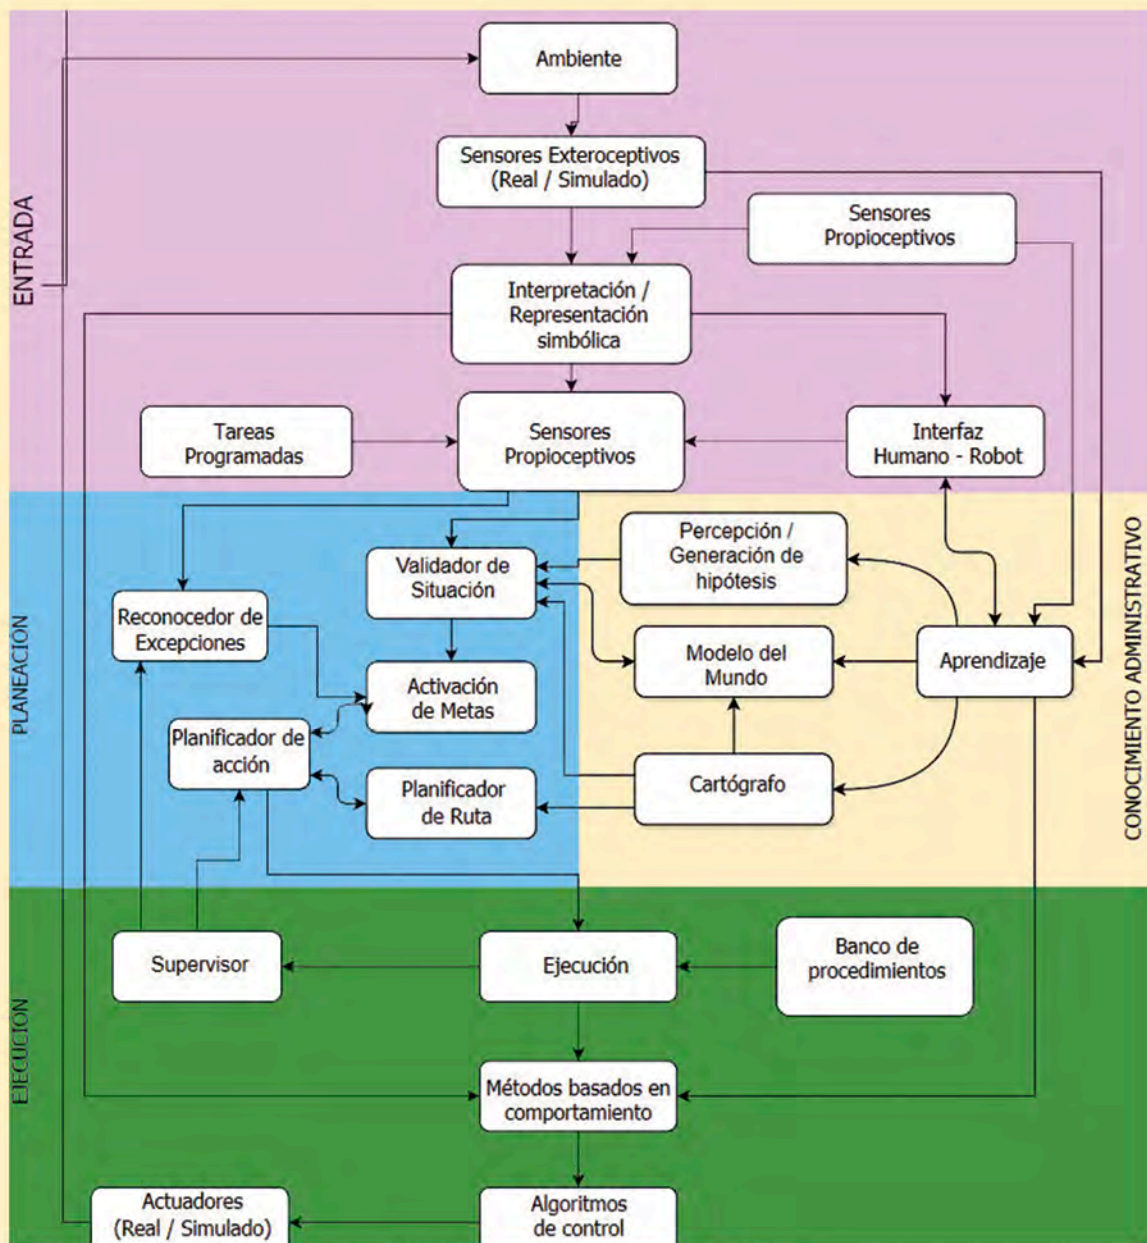 Ambiente
Sensores Exteroceptivos
(Real / Simulado)
Sensores
Propioceptivos
ENTRADA
Interpretación /
Representación
simbólica
Tareas
Programadas
Sensores
Propioceptivos
Interfaz
Humano - Robot
PLANEACIÓN
Validador de
Situación
Percepción /
Generación de
hipótesis
CONOCIMIENTO ADMINISTRATIVO
Reconocedor de
Excepciones
Activación
de Metas
Modelo del
Mundo
Aprendizaje
Planificador de
acción
Planificador
de Ruta
Cartógrafo
EJECUCIÓN
Supervisor
Ejecución
Banco de
procedimientos
Métodos basados en
comportamiento
Actuadores
(Real / Simulado)
Algoritmos
de control